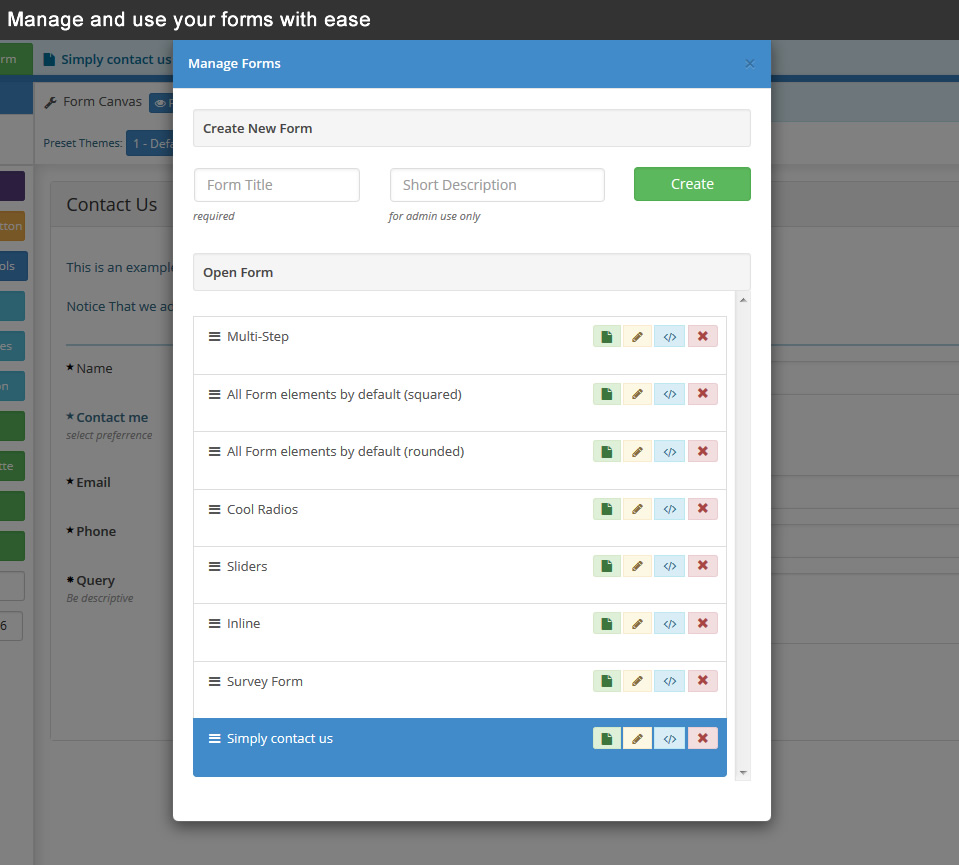 Manage and use your forms with ease
rm
Simply contact us
Manage Forms
×
Form Canvas
Preset Themes:
1 - Defa
Create New Form
Form Title
Short Description
Create
required
for admin use only
Open Form
Contact Us
tton
ols
This is an example
Notice That we ad
es
on
tte
6
Name
Contact me
select preferrence
Email
Phone
Query
Be descriptive
Multi-Step
All Form elements by default (squared)
All Form elements by default (rounded)
Cool Radios
Sliders
Inline
Survey Form
Simply contact us